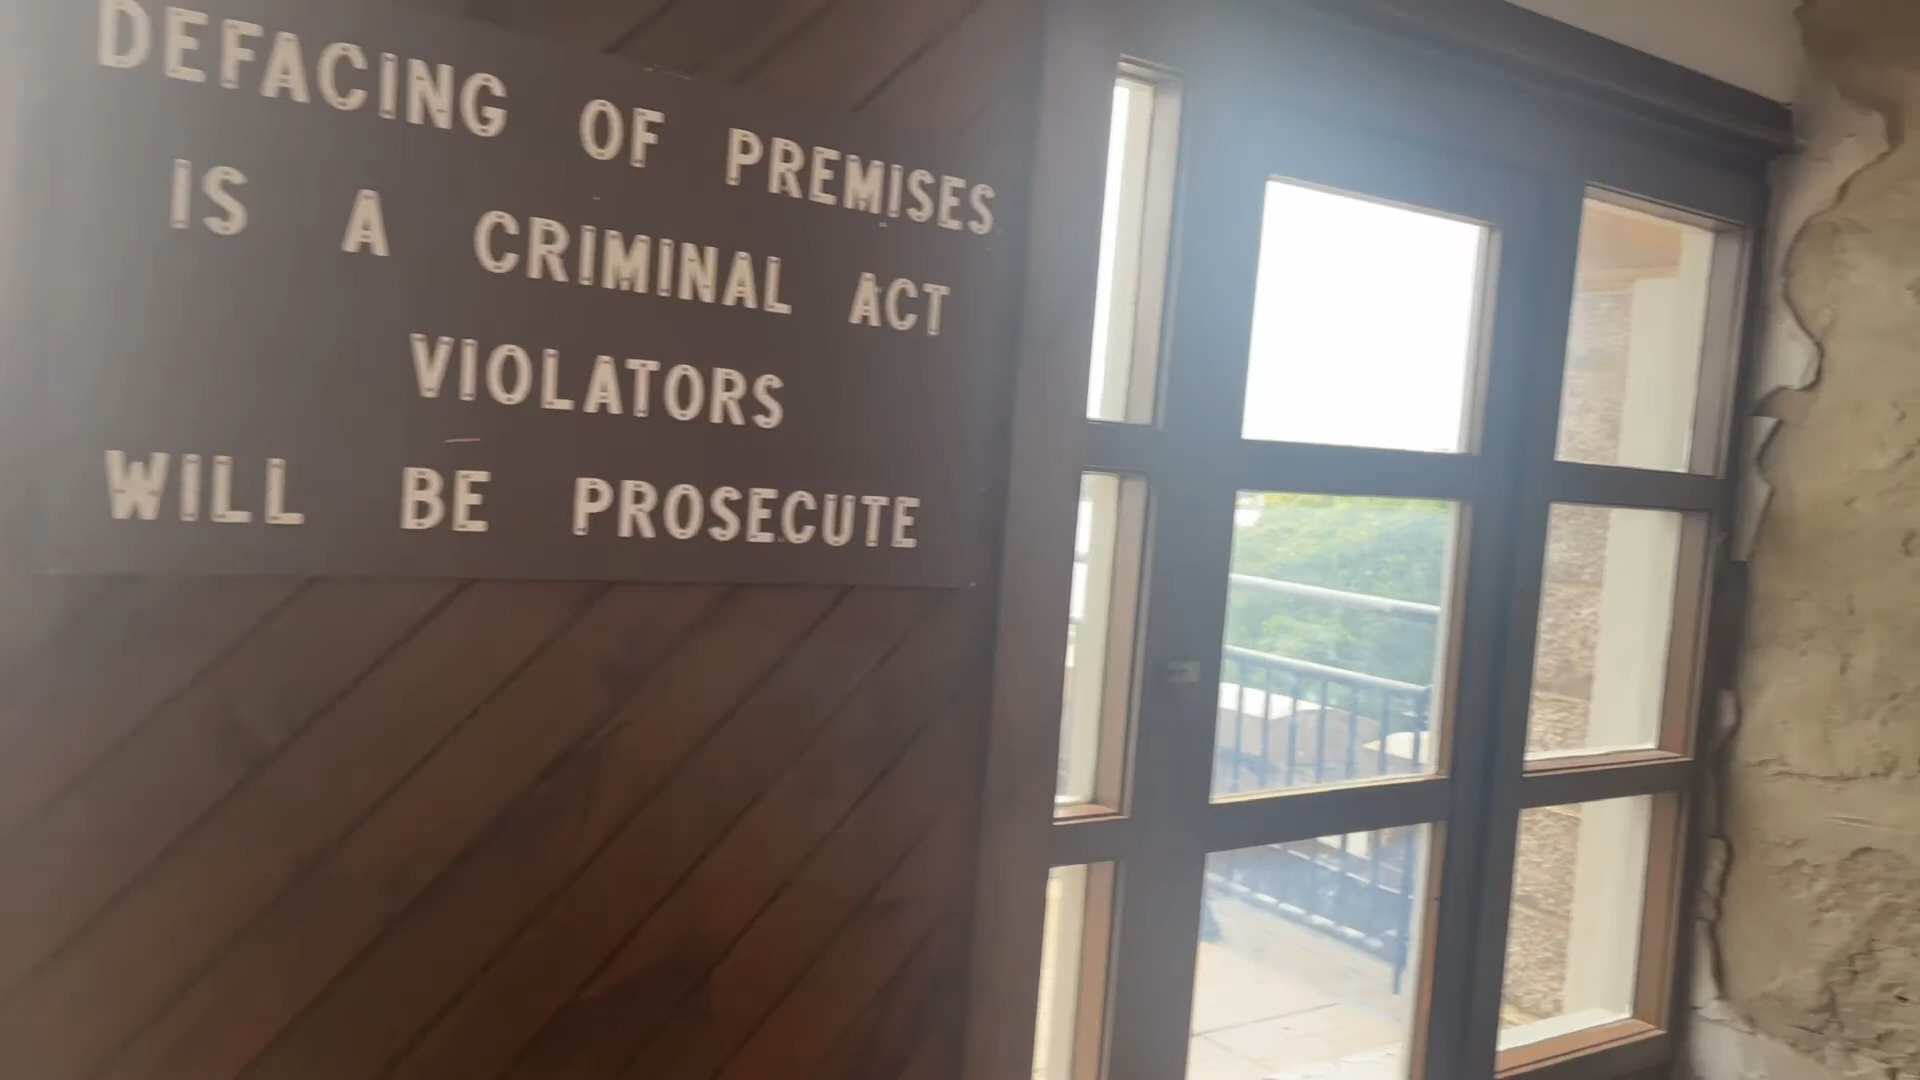 DEFACING OF PREMISES
IS A CRIMINAL ACT
VIOLATORS
WILL BE PROSECUTE